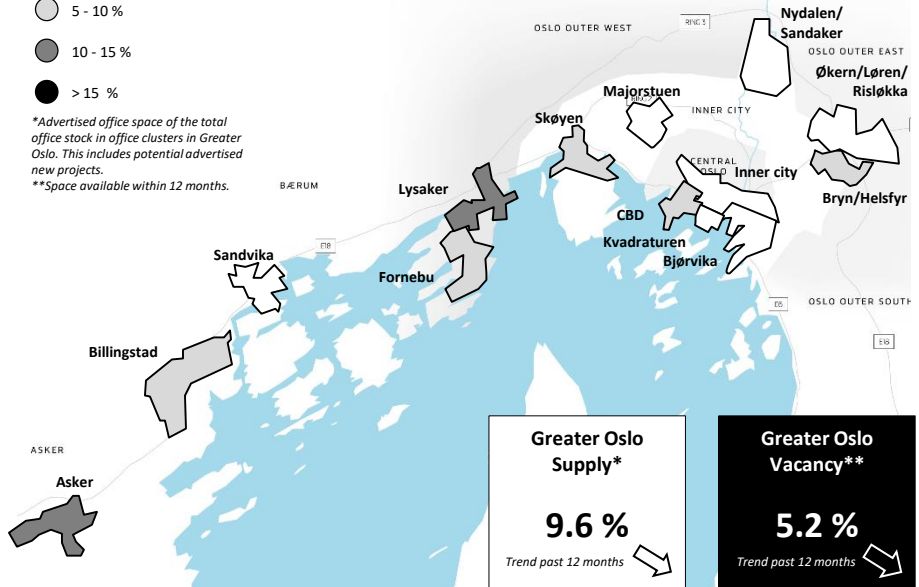 5 - 10 %
10 - 15 %
> 15 %
*Advertised office space of the total
office stock in office clusters in Greater
Oslo. This includes potential advertised
new projects.
**Space available within 12 months.
OSLO OUTER WEST
RING 3
Nydalen/
Sandaker
OSLO OUTER EAST
Økern/Løren/
Risløkka
Majorstuen
INNER CITY
Skøyen
CENTRAL
OSLO
Inner city
Bryn/Helsfyr
BÆRUM
Lysaker
CBD
Kvadraturen
Bjørvika
Sandvika
E18
Fornebu
E6
OSLO OUTER SOUTH
E18
Billingstad
ASKER
Asker
Greater Oslo
Supply*
9.6 %
Trend past 12 months
Greater Oslo
Vacancy**
5.2 %
Trend past 12 months